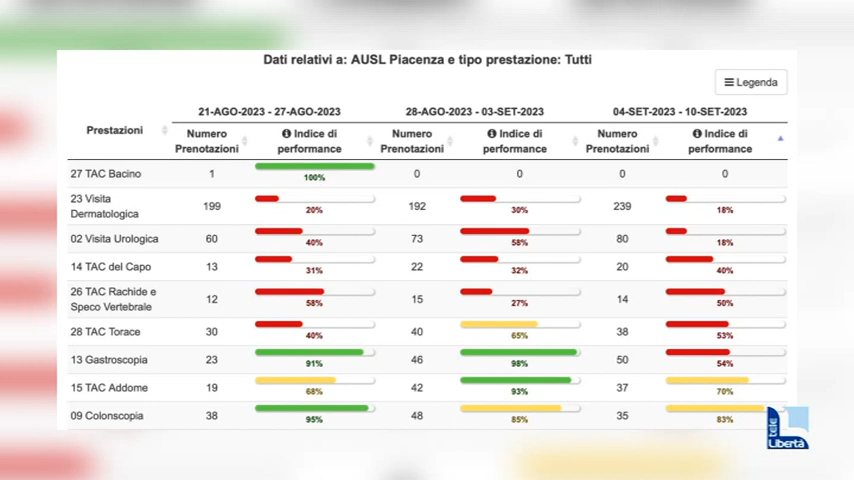 Dati relativi a: AUSL Piacenza e tipo prestazione: Tutti
Legenda
21-AGO-2023 - 27-AGO-2023 28-AGO-2023 - 03-SET-2023 04-SET-2023 - 10-SET-2023
Prestazioni
Numero Indice di Numero Indice di Numero Indice di
Prenotazioni performance Prenotazioni performance Prenotazioni performance
27 TAC Bacino 1 100% 0 0 0 0
23 Visita
Dermatologica 199 20% 192 30% 239 18%
02 Visita Urologica 60 40% 73 58% 80 18%
14 TAC del Capo 13 31% 22 32% 20 40%
26 TAC Rachide e
Speco Vertebrale 12 58% 15 27% 14 50%
28 TAC Torace 30 40% 40 65% 38 53%
13 Gastroscopia 23 91% 46 98% 50 54%
15 TAC Addome 19 68% 42 93% 37 70%
09 Colonscopia 38 95% 48 85% 35 83%
tele
Libertà